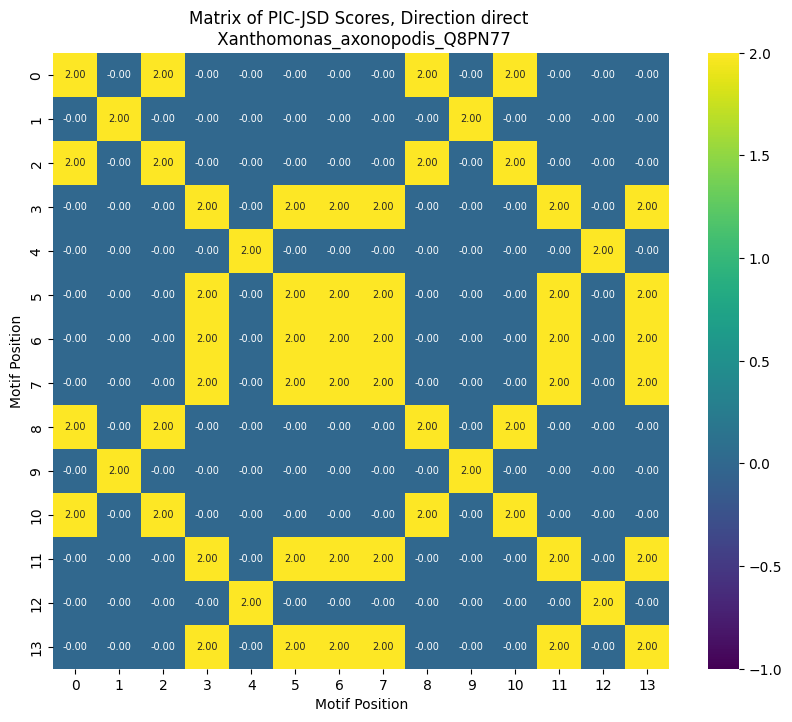 Matrix of PIC-JSD Scores, Direction direct
Xanthomonas_axonopodis_Q8PN77
0 2.00 -0.00 2.00 -0.00 -0.00 -0.00 -0.00 -0.00 2.00 -0.00 2.00 -0.00 -0.00 -0.00
1 -0.00 2.00 -0.00 -0.00 -0.00 -0.00 -0.00 -0.00 -0.00 2.00 -0.00 -0.00 -0.00 -0.00
2 2.00 -0.00 2.00 -0.00 -0.00 -0.00 -0.00 -0.00 2.00 -0.00 2.00 -0.00 -0.00 -0.00
3 -0.00 -0.00 -0.00 2.00 -0.00 2.00 2.00 2.00 -0.00 -0.00 -0.00 2.00 -0.00 2.00
4 -0.00 -0.00 -0.00 -0.00 2.00 -0.00 -0.00 -0.00 -0.00 -0.00 -0.00 -0.00 2.00 -0.00
5 -0.00 -0.00 -0.00 2.00 -0.00 2.00 2.00 2.00 -0.00 -0.00 -0.00 2.00 -0.00 2.00
6 -0.00 -0.00 -0.00 2.00 -0.00 2.00 2.00 2.00 -0.00 -0.00 -0.00 2.00 -0.00 2.00
7 -0.00 -0.00 -0.00 2.00 -0.00 2.00 2.00 2.00 -0.00 -0.00 -0.00 2.00 -0.00 2.00
8 2.00 -0.00 2.00 -0.00 -0.00 -0.00 -0.00 -0.00 2.00 -0.00 2.00 -0.00 -0.00 -0.00
9 -0.00 2.00 -0.00 -0.00 -0.00 -0.00 -0.00 -0.00 -0.00 2.00 -0.00 -0.00 -0.00 -0.00
10 2.00 -0.00 2.00 -0.00 -0.00 -0.00 -0.00 -0.00 2.00 -0.00 2.00 -0.00 -0.00 -0.00
11 -0.00 -0.00 -0.00 2.00 -0.00 2.00 2.00 2.00 -0.00 -0.00 -0.00 2.00 -0.00 2.00
12 -0.00 -0.00 -0.00 -0.00 2.00 -0.00 -0.00 -0.00 -0.00 -0.00 -0.00 -0.00 2.00 -0.00
13 -0.00 -0.00 -0.00 2.00 -0.00 2.00 2.00 2.00 -0.00 -0.00 -0.00 2.00 -0.00 2.00
0 1 2 3 4 5 6 7 8 9 10 11 12 13
Motif Position
Motif Position
2.0
1.5
1.0
0.5
0.0
−0.5
−1.0